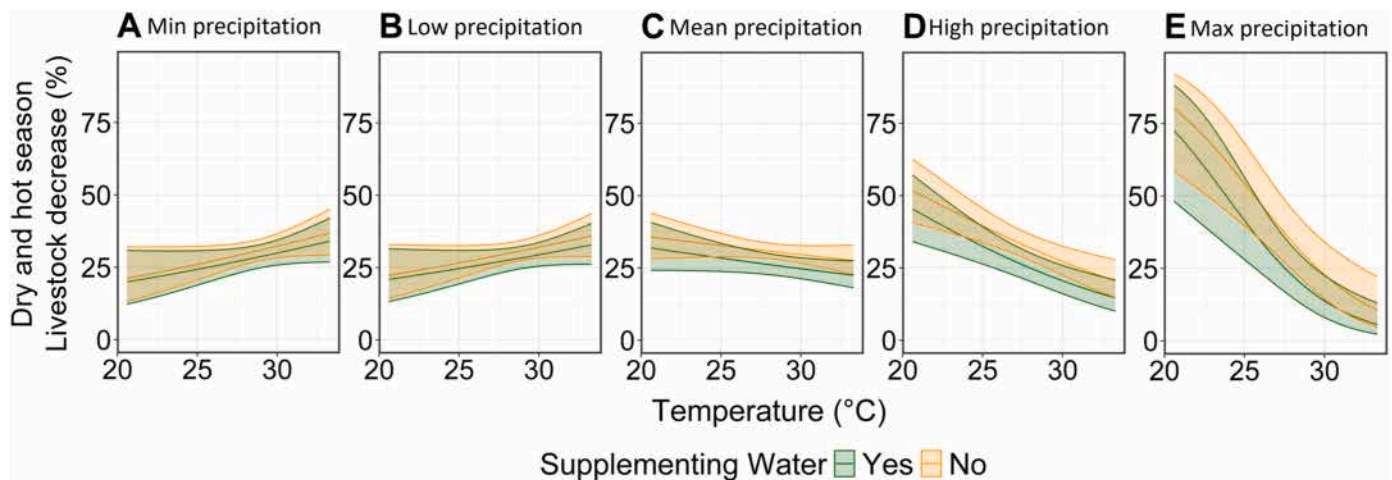 A Min precipitation
B Low precipitation
C Mean precipitation
D High precipitation
E Max precipitation
Dry and hot season
Livestock decrease (%)
75
50
25
0
75
50
25
0
75
50
25
0
75
50
25
0
75
50
25
0
20 25 30
20 25 30
20 25 30
20 25 30
20 25 30
Temperature (°C)
Supplementing Water Yes No